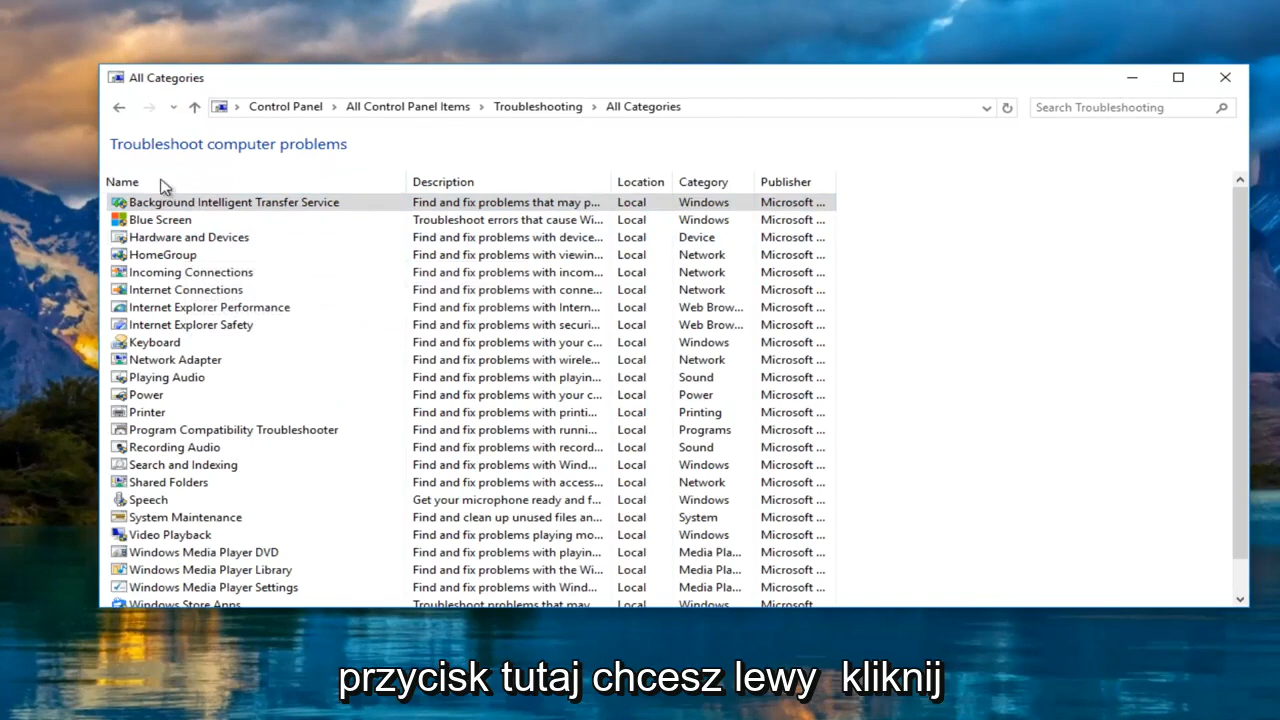 All Categories
Control Panel > All Control Panel Items > Troubleshooting > All Categories
Search Troubleshooting
Troubleshoot computer problems
Name Description Location Category Publisher
Background Intelligent Transfer Service Find and fix problems that may p... Local Windows Microsoft ...
Blue Screen Troubleshoot errors that cause Wi... Local Windows Microsoft ...
Hardware and Devices Find and fix problems with device... Local Device Microsoft ...
HomeGroup Find and fix problems with viewin... Local Network Microsoft ...
Incoming Connections Find and fix problems with incom... Local Network Microsoft ...
Internet Connections Find and fix problems with conne... Local Network Microsoft ...
Internet Explorer Performance Find and fix problems with Intern... Local Web Brow... Microsoft ...
Internet Explorer Safety Find and fix problems with securi... Local Web Brow... Microsoft ...
Keyboard Find and fix problems with your c... Local Windows Microsoft ...
Network Adapter Find and fix problems with wirele... Local Network Microsoft ...
Playing Audio Find and fix problems with playin... Local Sound Microsoft ...
Power Find and fix problems with your c... Local Power Microsoft ...
Printer Find and fix problems with printi... Local Printing Microsoft ...
Program Compatibility Troubleshooter Find and fix problems with runni... Local Programs Microsoft ...
Recording Audio Find and fix problems with record... Local Sound Microsoft ...
Search and Indexing Find and fix problems with Wind... Local Windows Microsoft ...
Shared Folders Find and fix problems with access... Local Network Microsoft ...
Speech Get your microphone ready and f... Local Windows Microsoft ...
System Maintenance Find and clean up unused files an... Local System Microsoft ...
Video Playback Find and fix problems playing mo... Local Windows Microsoft ...
Windows Media Player DVD Find and fix problems with playin... Local Media Pla... Microsoft ...
Windows Media Player Library Find and fix problems with the Wi... Local Media Pla... Microsoft ...
Windows Media Player Settings Find and fix problems with Wind... Local Media Pla... Microsoft ...
Windows Store Apps Troubleshoot problems that may Local Windows Microsoft
przycisk tutaj chcesz lewy kliknij